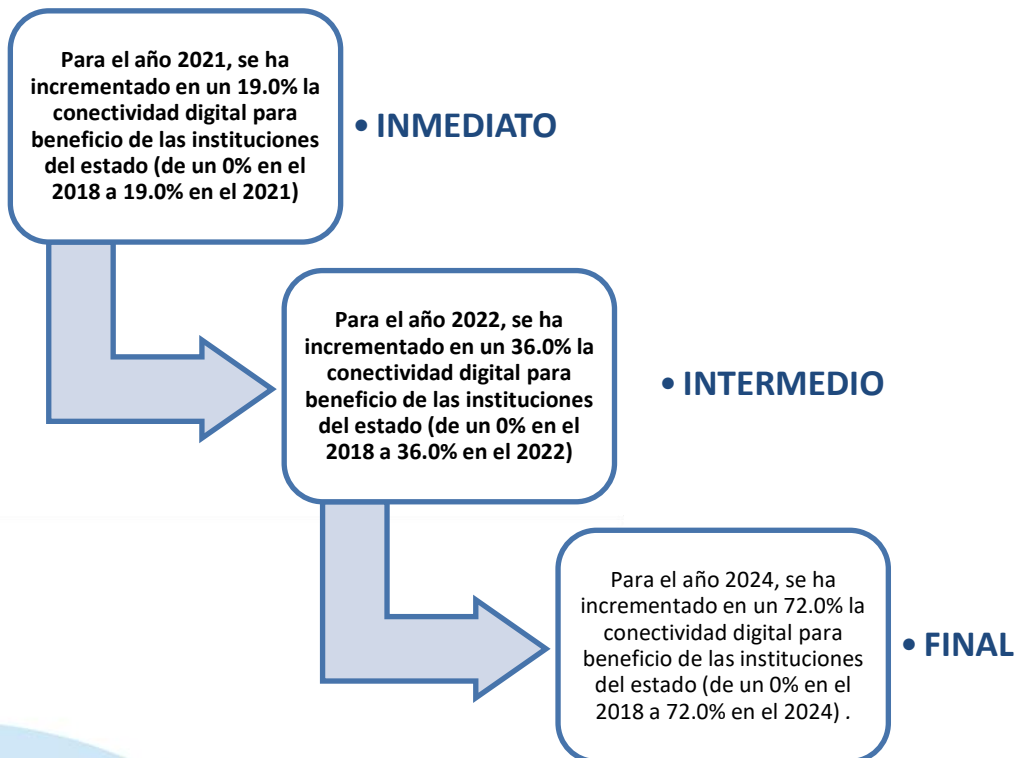 Para el año 2021, se ha
incrementado en un 19.0% la
conectividad digital para
beneficio de las instituciones
del estado (de un 0% en el
2018 a 19.0% en el 2021)
• INMEDIATO
Para el año 2022, se ha
incrementado en un 36.0% la
conectividad digital para
beneficio de las instituciones
del estado (de un 0% en el
2018 a 36.0% en el 2022)
• INTERMEDIO
Para el año 2024, se ha
incrementado en un 72.0% la
conectividad digital para
beneficio de las instituciones
del estado (de un 0% en el
2018 a 72.0% en el 2024) .
• FINAL